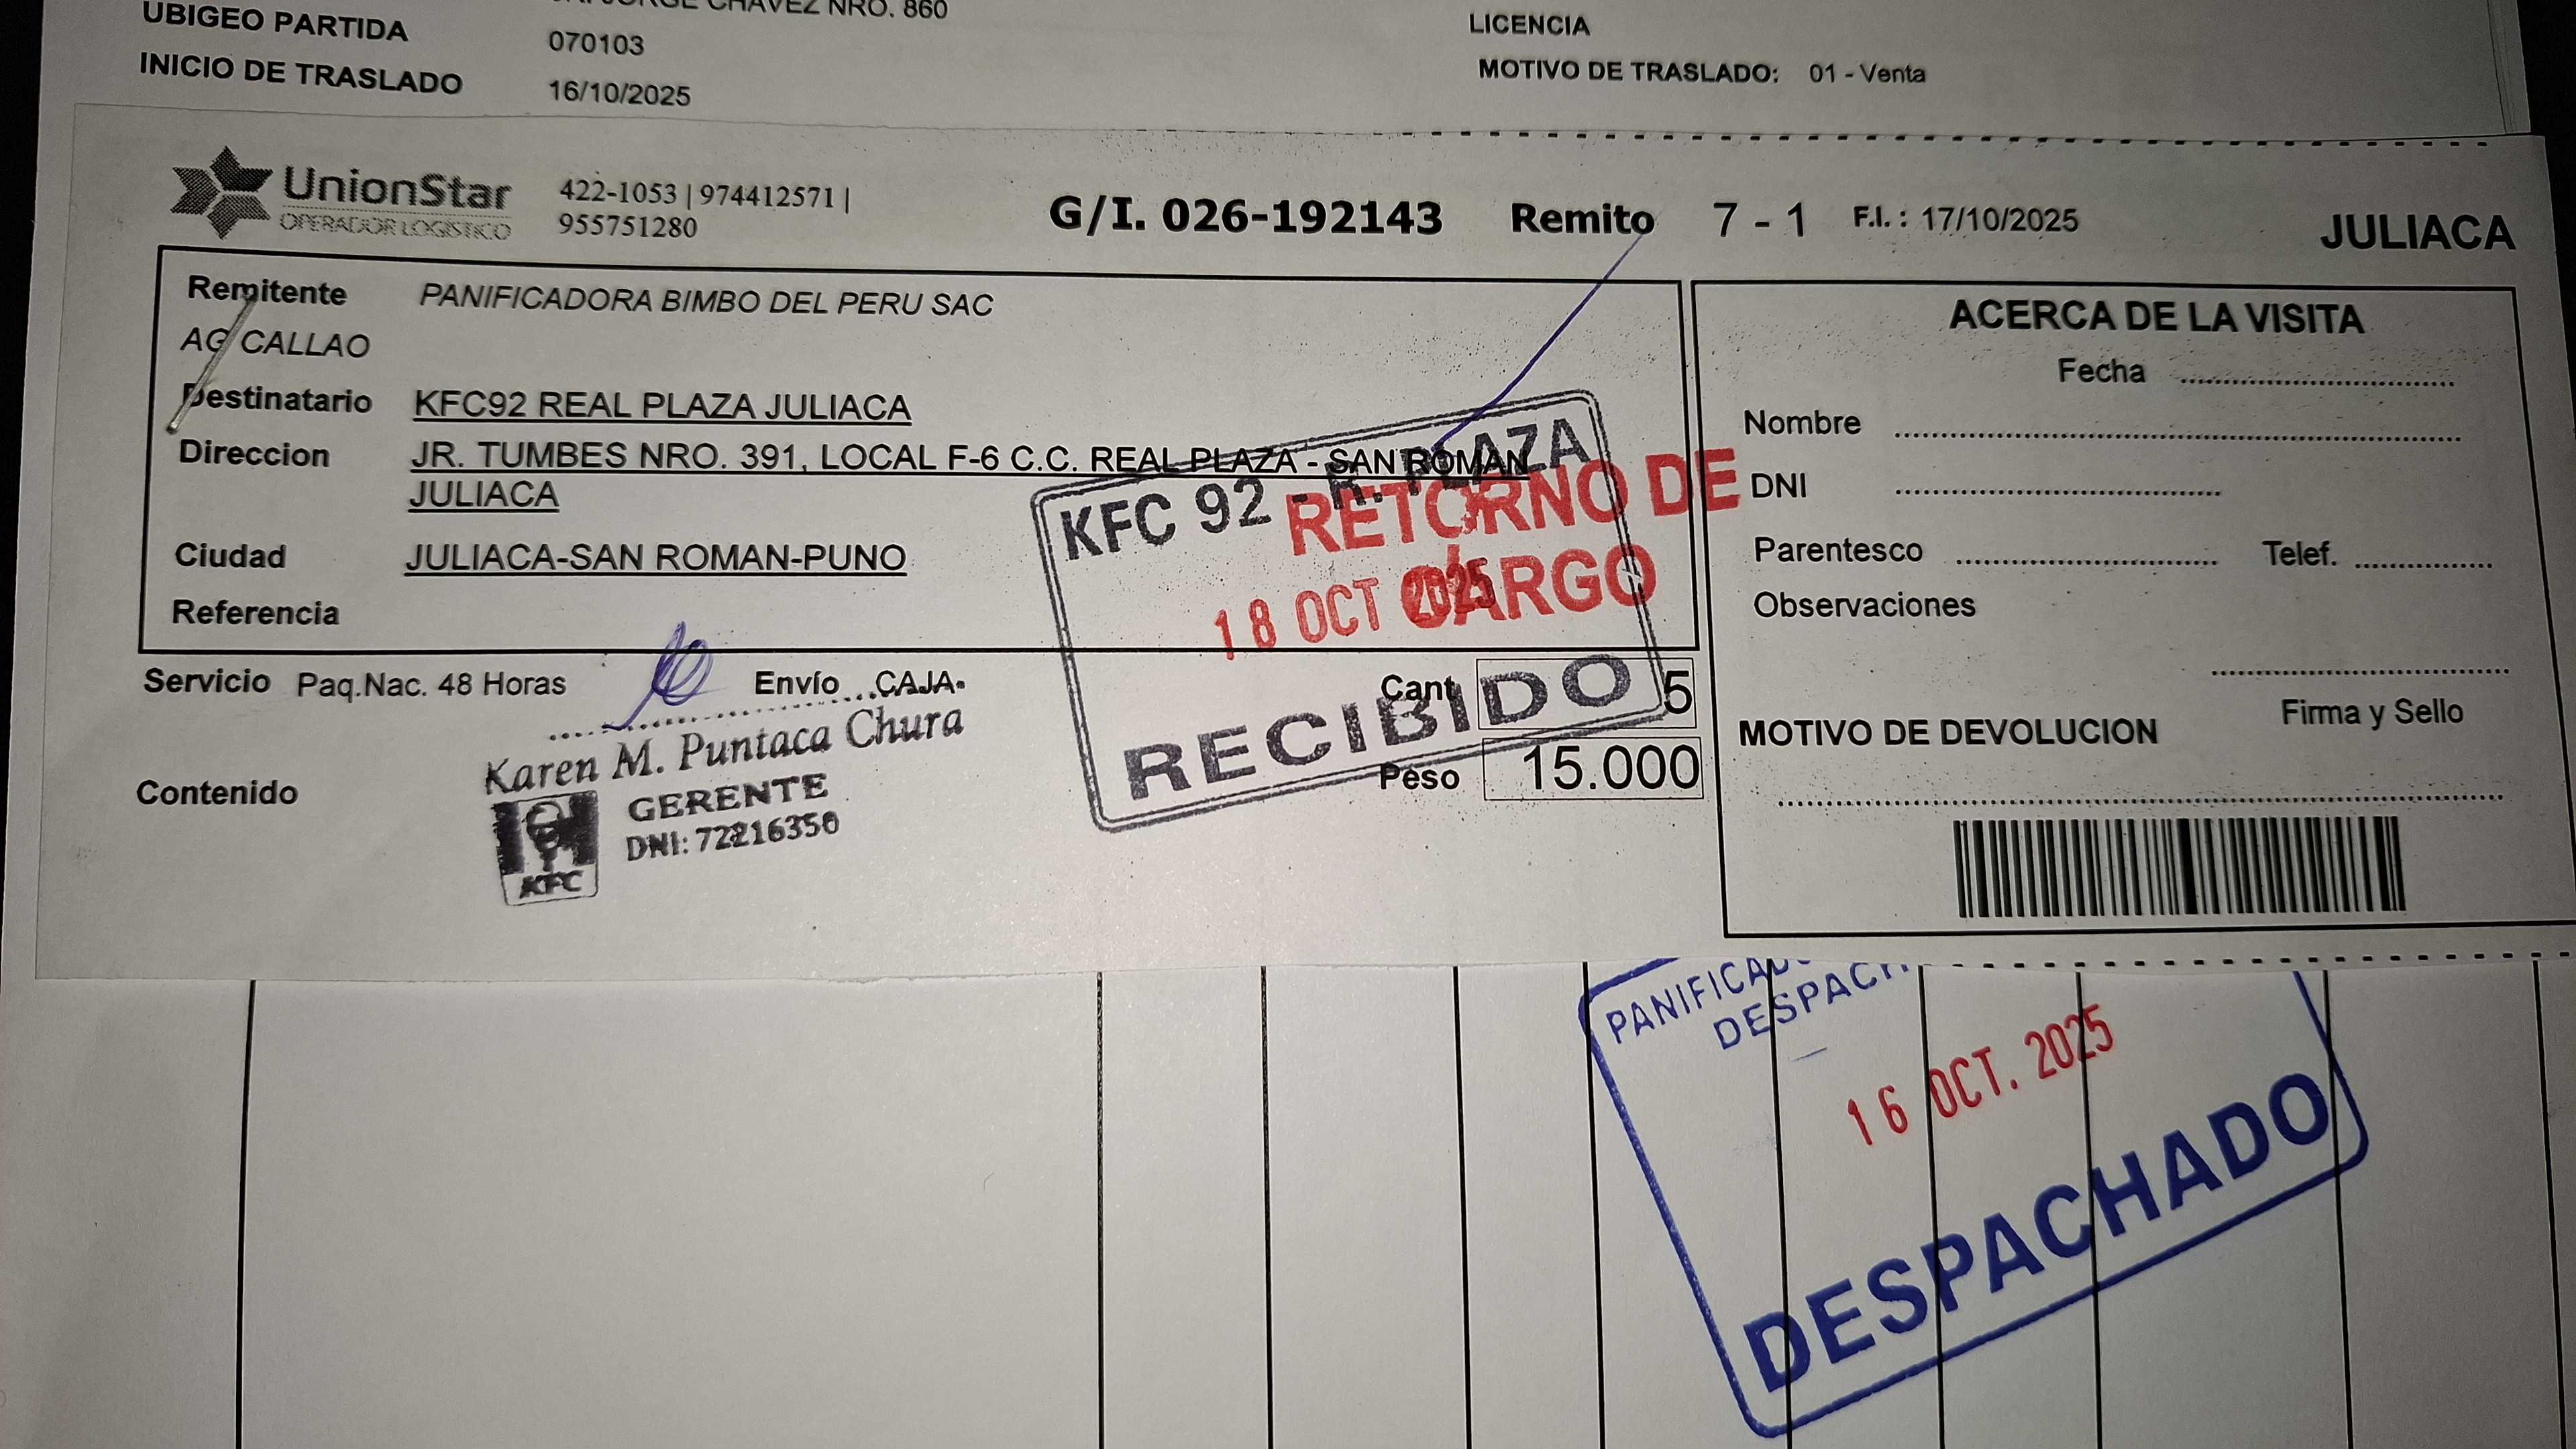 CHAVEZ NRO. 860
UBIGEO PARTIDA 070103
INICIO DE TRASLADO 16/10/2025
LICENCIA
MOTIVO DE TRASLADO: 01 - Venta
UnionStar
OPERADOR LOGISTICO
422-1053 | 974412571 |
955751280
G/I. 026-192143 Remito 7 - 1 F.I. : 17/10/2025 JULIACA
Remitente PANIFICADORA BIMBO DEL PERU SAC
AG CALLAO
Destinatario KFC92 REAL PLAZA JULIACA
Direccion JR. TUMBES NRO. 391, LOCAL F-6 C.C. REAL PLAZA - SAN ROMAN
JULIACA
Ciudad JULIACA-SAN ROMAN-PUNO
Referencia
KFC 92 - R. PLAZA
RETORNO DE
CARGO
18 OCT 2025
RECIBIDO
Servicio Paq.Nac. 48 Horas Envío CAJA
Cant 5
Peso 15.000
Karen M. Puntaca Chura
GERENTE
DNI: 72216350
KFC
Contenido
ACERCA DE LA VISITA
Fecha
Nombre
DNI
Parentesco Telef.
Observaciones
Firma y Sello
MOTIVO DE DEVOLUCION
16 OCT. 2025
DESPACHADO